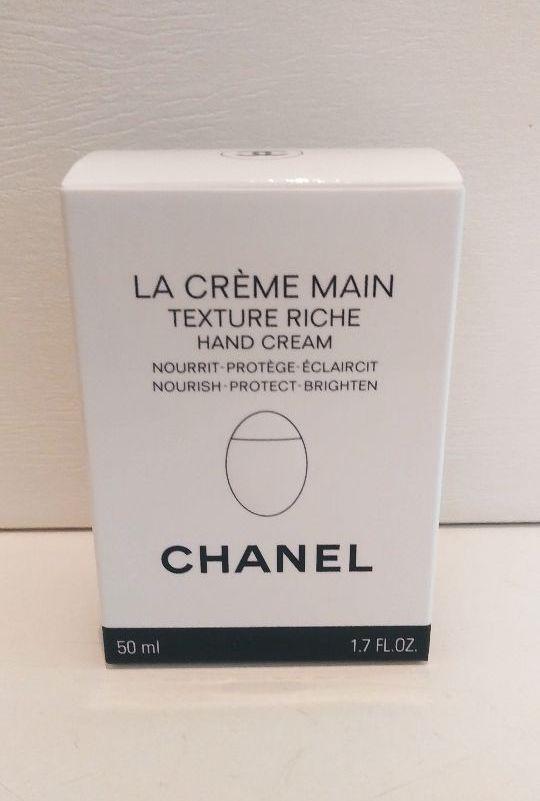 LA CRÈME MAIN
TEXTURE RICHE
HAND CREAM
NOURRIT-PROTÈGE-ÉCLAIRCIT
NOURISH-PROTECT-BRIGHTEN
CHANEL
50 ml 1.7 FL.OZ.